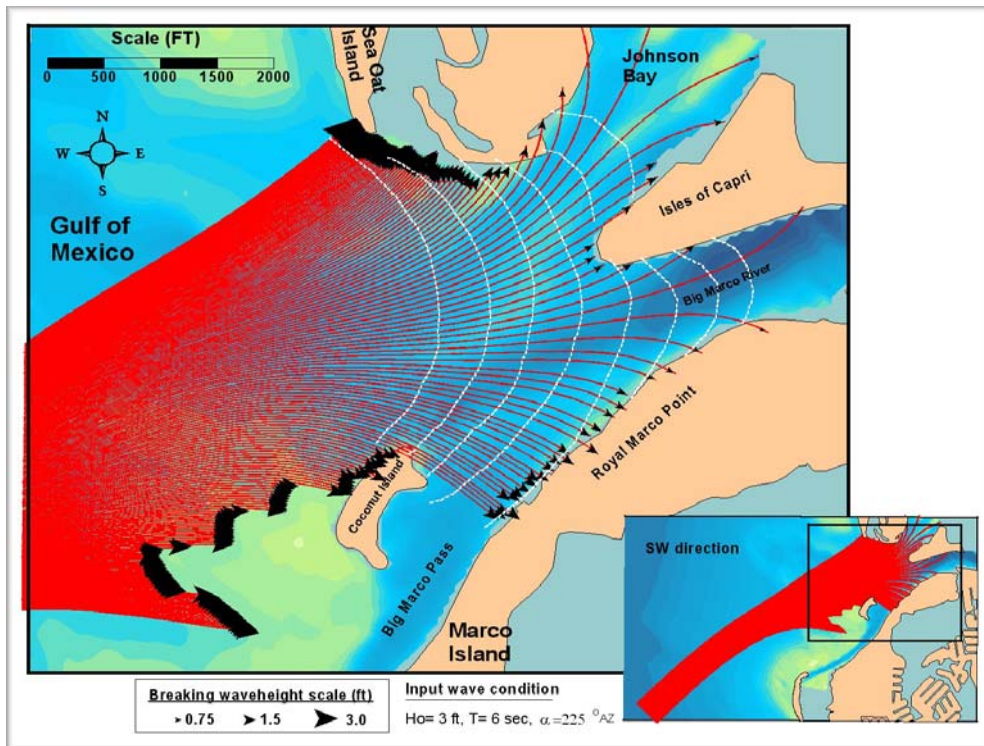 Scale (FT)
0 500 1000 1500 2000
Sea Oat
Island
Johnson
Bay
N
W E
S
Gulf of
Mexico
Isles of Capri
Big Marco River
Royal Marco Point
Coconut Island
Big Marco Pass
Marco
Island
SW direction
Breaking waveheight scale (ft)
0.75 1.5 3.0
Input wave condition
Ho= 3 ft, T= 6 sec, α=225 °AZ